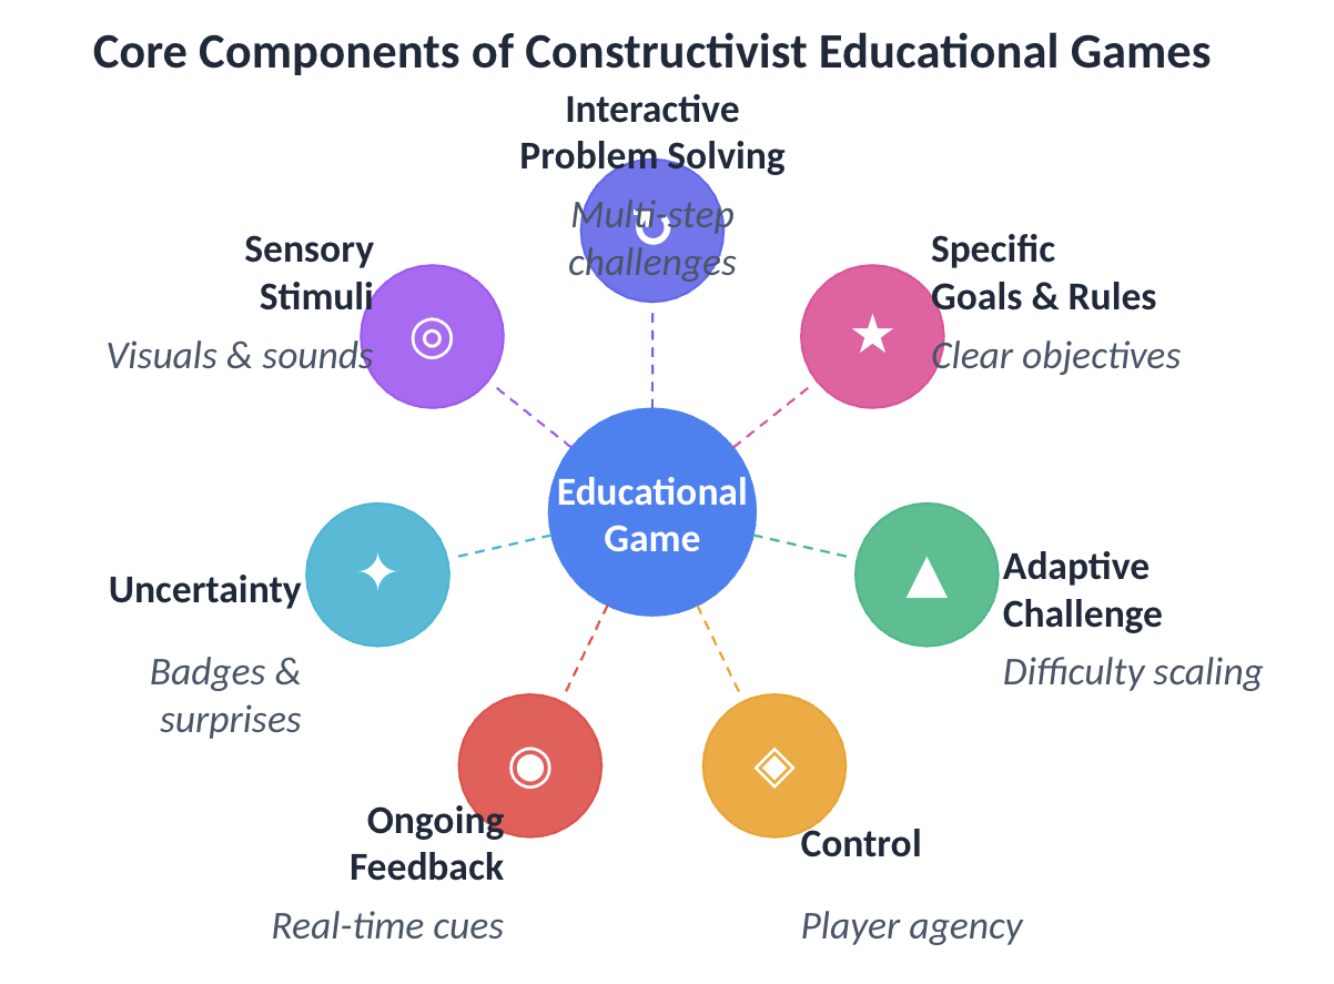 Core Components of Constructivist Educational Games
Interactive
Problem Solving
Multi-step
challenges
Sensory
Stimuli
Visuals & sounds
Specific
Goals & Rules
Clear objectives
Educational
Game
Uncertainty
Badges &
surprises
Adaptive
Challenge
Difficulty scaling
Ongoing
Feedback
Real-time cues
Control
Player agency